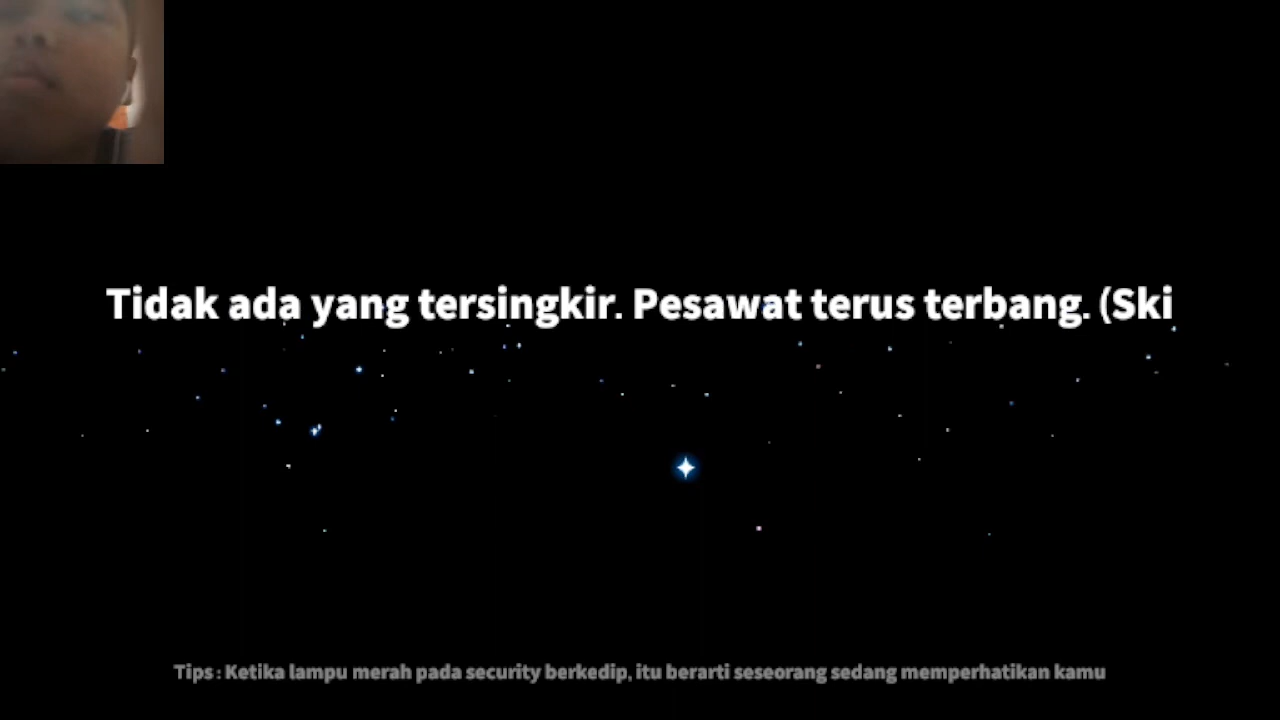 Tidak ada yang tersingkir. Pesawat terus terbang. (Ski
Tips : Ketika lampu merah pada security berkedip, itu berarti seseorang sedang memperhatikan kamu